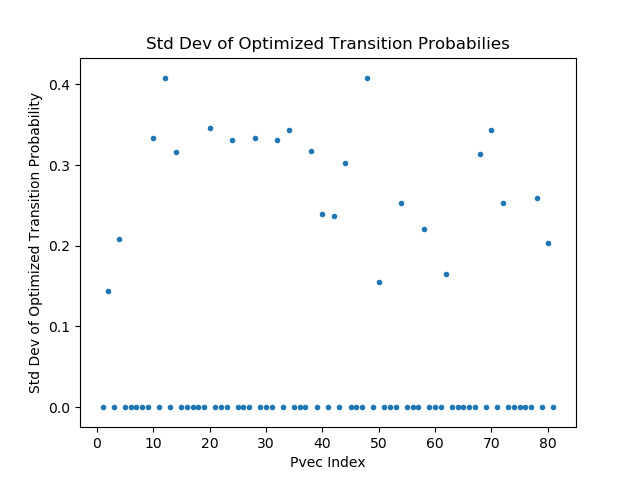 Std Dev of Optimized Transition Probabilies
Std Dev of Optimized Transition Probability
0.4
0.3
0.2
0.1
0.0
0 10 20 30 40 50 60 70 80
Pvec Index